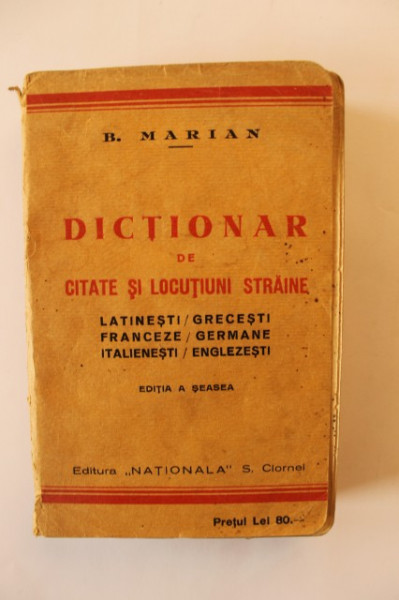 B. MARIAN
DICȚIONAR
DE
CITATE ȘI LOCUȚIUNI STRĂINE
LATINEȘTI / GRECEȘTI
FRANCEZE / GERMANE
ITALIENEȘTI / ENGLEZEȘTI
EDIȚIA A ȘEASEA
Editura „NAȚIONALA" S. Ciornei
Prețul Lei 80.—